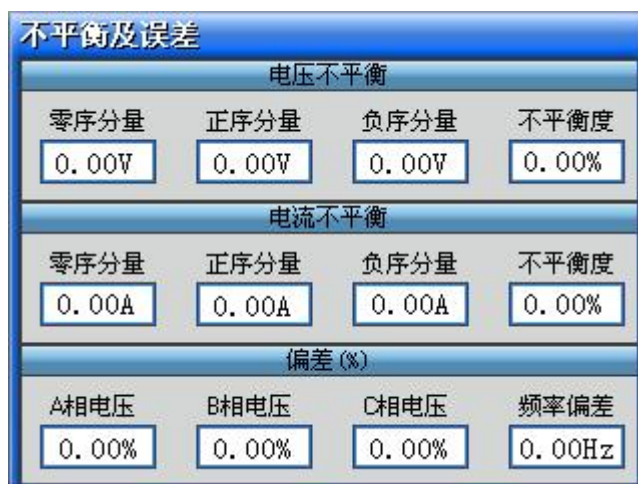 不平衡及误差
电压不平衡
零序分量 正序分量 负序分量 不平衡度
0.00V 0.00V 0.00V 0.00%
电流不平衡
零序分量 正序分量 负序分量 不平衡度
0.00A 0.00A 0.00A 0.00%
偏差(%)
A相电压 B相电压 C相电压 频率偏差
0.00% 0.00% 0.00% 0.00Hz